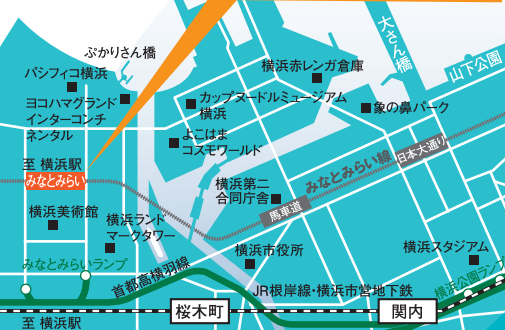 ぷかりさん橋
パシフィコ横浜
ヨコハマグランド
インターコンチ
ネンタル
横浜赤レンガ倉庫
大さん橋
山下公園
カップヌードルミュージアム
横浜
象の鼻パーク
よこはま
コスモワールド
至 横浜駅
みなとみらい
みなとみらい線
日本大通り
横浜第二
合同庁舎
馬車道
横浜美術館
横浜ランド
マークタワー
横浜市役所
横浜スタジアム
みなとみらいランプ
首都高横羽線
JR根岸線・横浜市営地下鉄
横浜公園ランプ
桜木町
関内
至 横浜駅